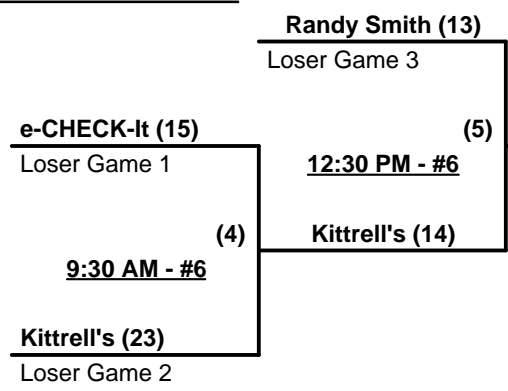 Randy Smith (13)
Loser Game 3
e-CHECK-It (15)
(5)
Loser Game 1
12:30 PM - #6
(4)
Kittrell's (14)
9:30 AM - #6
Kittrell's (23)
Loser Game 2